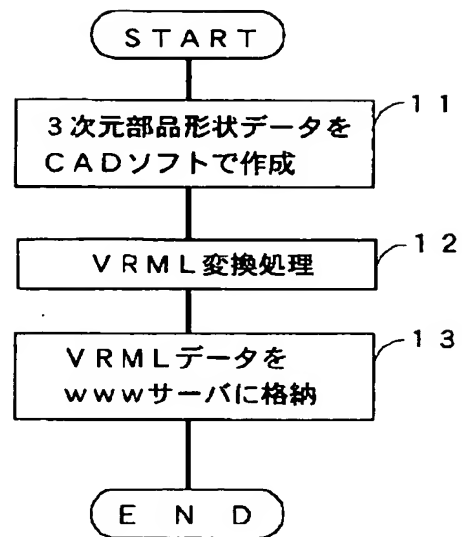 START
11
3次元部品形状データを
CADソフトで作成
12
VRML変換処理
13
VRMLデータを
wwwサーバに格納
END